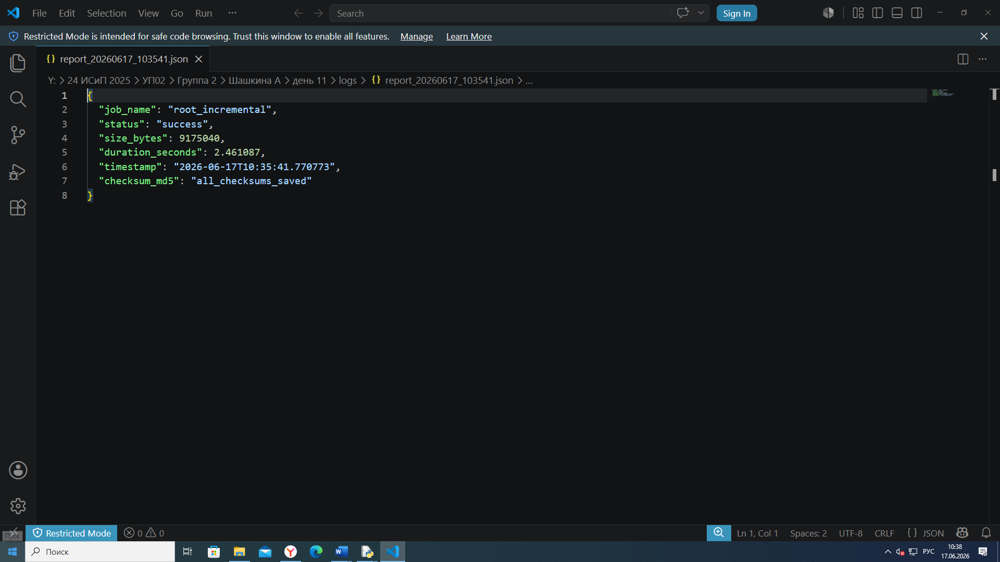 File Edit Selection View Go Run ··· Search Sign In
Restricted Mode is intended for safe code browsing. Trust this window to enable all features. Manage Learn More
{} report_20260617_103541.json
Y: > 24 ИСиП 2025 > УП02 > Группа 2 > Шашкина А > день 11 > logs > {} report_20260617_103541.json > ...
1 {
2 "job_name": "root_incremental",
3 "status": "success",
4 "size_bytes": 9175040,
5 "duration_seconds": 2.461087,
6 "timestamp": "2026-06-17T10:35:41.770773",
7 "checksum_md5": "all_checksums_saved"
8 }
Пуск
Restricted Mode 0 0 Ln 1, Col 1 Spaces: 2 UTF-8 CRLF {} JSON
Поиск
РУС
10:38
17.06.2026